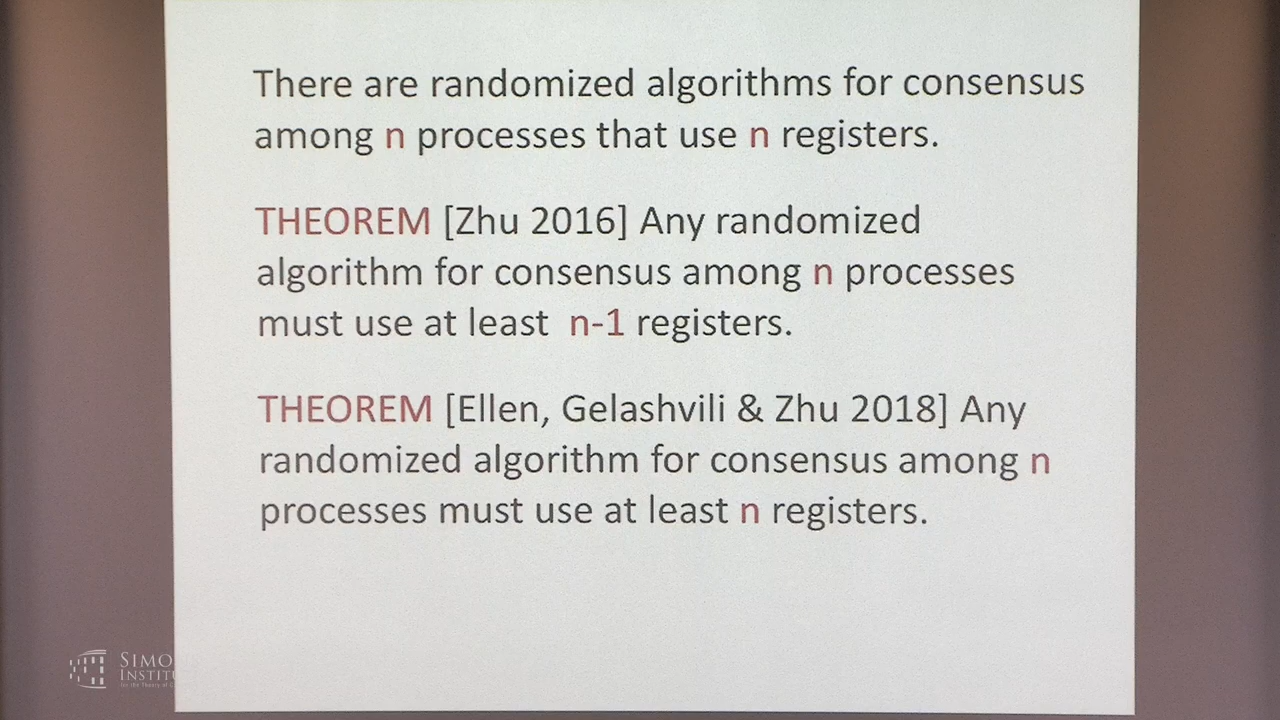 There are randomized algorithms for consensus
among n processes that use n registers.
THEOREM [Zhu 2016] Any randomized
algorithm for consensus among n processes
must use at least n-1 registers.
THEOREM [Ellen, Gelashvili & Zhu 2018] Any
randomized algorithm for consensus among n
processes must use at least n registers.